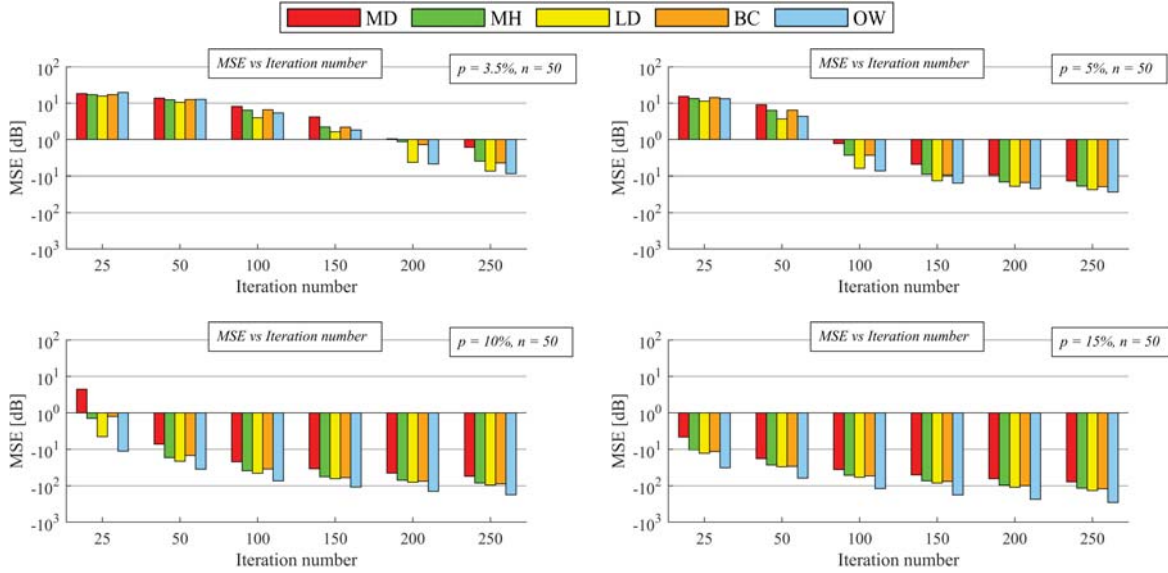 MD MH LD BC OW
MSE vs Iteration number
p = 3.5%, n = 50
10²
10¹
10⁰
-10¹
-10²
-10³
MSE [dB]
25 50 100 150 200 250
Iteration number
MSE vs Iteration number
p = 5%, n = 50
10²
10¹
10⁰
-10¹
-10²
-10³
MSE [dB]
25 50 100 150 200 250
Iteration number
MSE vs Iteration number
p = 10%, n = 50
10²
10¹
10⁰
-10¹
-10²
-10³
MSE [dB]
25 50 100 150 200 250
Iteration number
MSE vs Iteration number
p = 15%, n = 50
10²
10¹
10⁰
-10¹
-10²
-10³
MSE [dB]
25 50 100 150 200 250
Iteration number